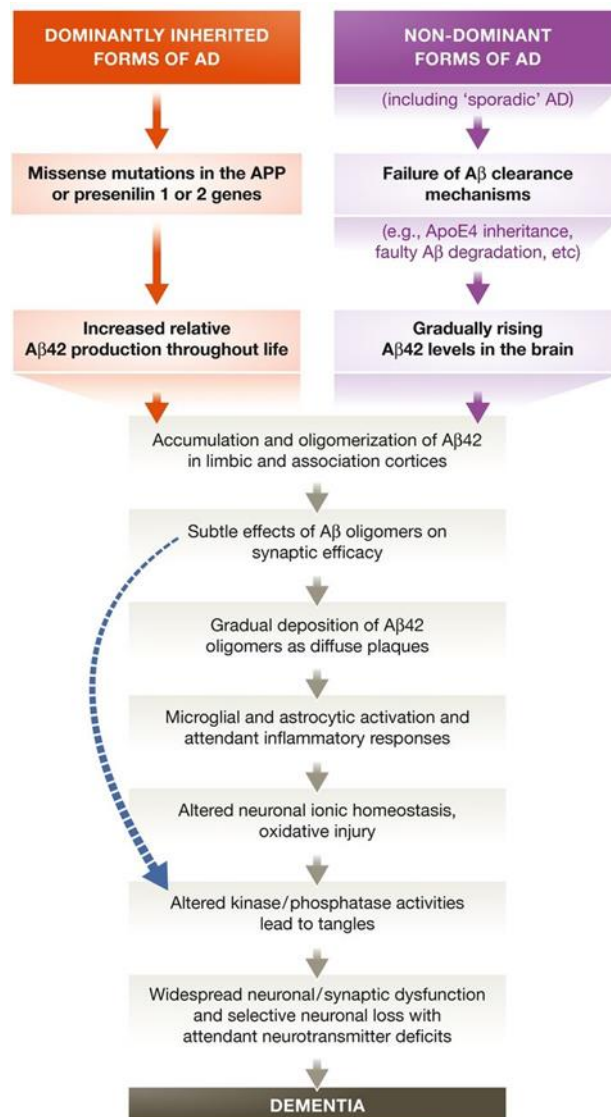 DOMINANTLY INHERITED
FORMS OF AD
NON-DOMINANT
FORMS OF AD
(including ‘sporadic’ AD)
Missense mutations in the APP
or presenilin 1 or 2 genes
Failure of Aβ clearance
mechanisms
(e.g., ApoE4 inheritance,
faulty Aβ degradation, etc)
Increased relative
Aβ42 production throughout life
Gradually rising
Aβ42 levels in the brain
Accumulation and oligomerization of Aβ42
in limbic and association cortices
Subtle effects of Aβ oligomers on
synaptic efficacy
Gradual deposition of Aβ42
oligomers as diffuse plaques
Microglial and astrocytic activation and
attendant inflammatory responses
Altered neuronal ionic homeostasis,
oxidative injury
Altered kinase/phosphatase activities
lead to tangles
Widespread neuronal/synaptic dysfunction
and selective neuronal loss with
attendant neurotransmitter deficits
DEMENTIA